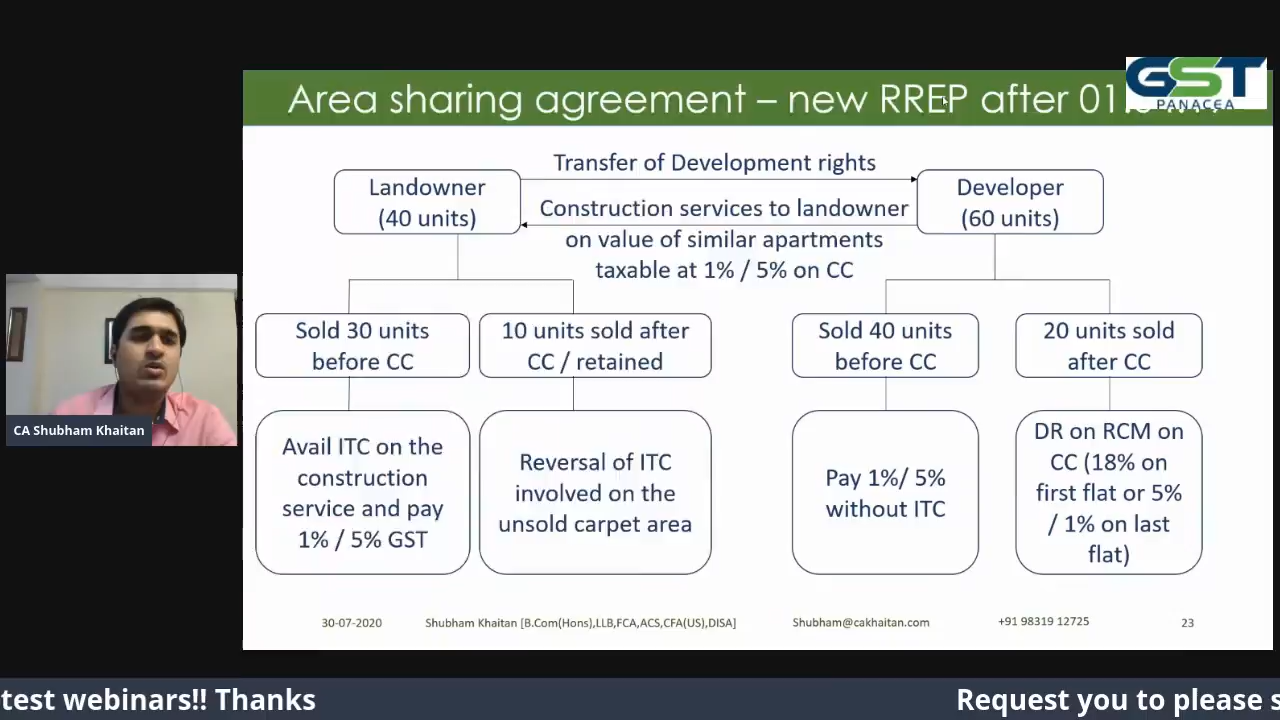 Area sharing agreement – new RREP after 01.
GST
PANACEA
Transfer of Development rights
Landowner
(40 units)
Developer
(60 units)
Construction services to landowner
on value of similar apartments
taxable at 1% / 5% on CC
Sold 30 units
before CC
10 units sold after
CC / retained
Sold 40 units
before CC
20 units sold
after CC
Avail ITC on the
construction
service and pay
1% / 5% GST
Reversal of ITC
involved on the
unsold carpet area
Pay 1%/ 5%
without ITC
DR on RCM on
CC (18% on
first flat or 5%
/ 1% on last
flat)
CA Shubham Khaitan
30-07-2020
Shubham Khaitan [B.Com(Hons),LLB,FCA,ACS,CFA(US),DISA]
Shubham@cakhaitan.com
+91 98319 12725
23
test webinars!! Thanks
Request you to please s